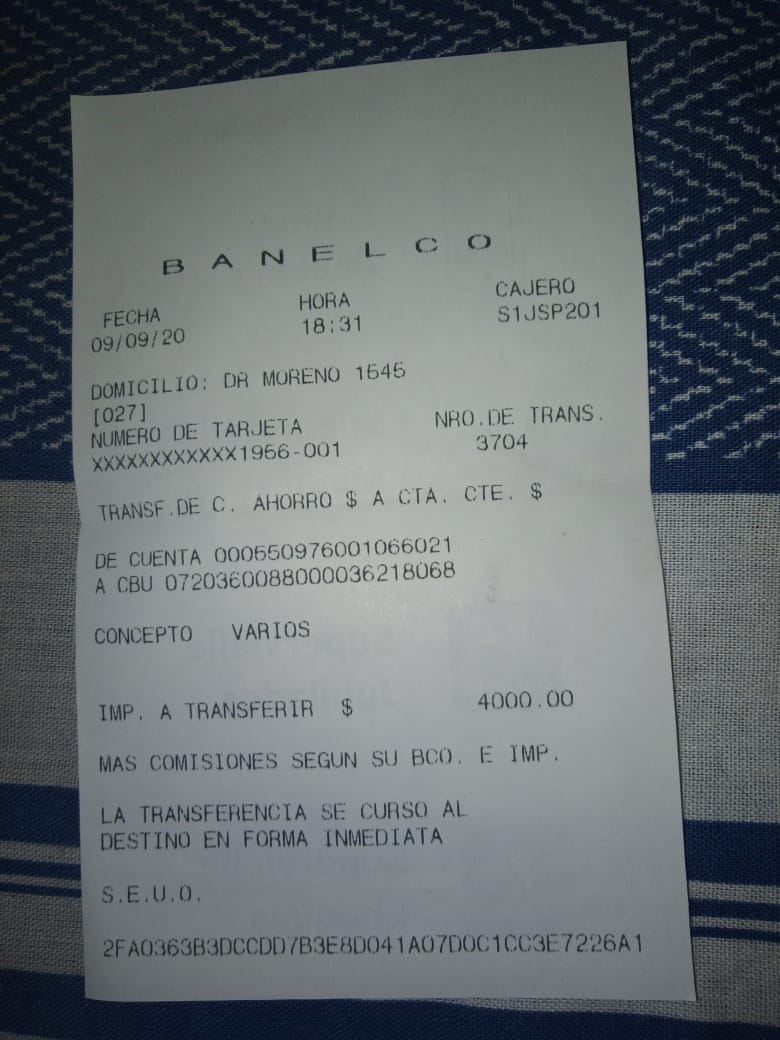 B A N E L C O
FECHA HORA CAJERO
09/09/20 18:31 S1JSP201
DOMICILIO: DR MORENO 1545
[027]
NUMERO DE TARJETA NRO.DE TRANS.
XXXXXXXXXXXX1956-001 3704
TRANSF.DE C. AHORRO $ A CTA. CTE. $
DE CUENTA 000550976001066021
A CBU 0720360088000036218068
CONCEPTO VARIOS
IMP. A TRANSFERIR $ 4000.00
MAS COMISIONES SEGUN SU BCO. E IMP.
LA TRANSFERENCIA SE CURSO AL
DESTINO EN FORMA INMEDIATA
S.E.U.O.
2FA0363B3DCCDD7B3E8D041A07D0C1CC3E7226A1